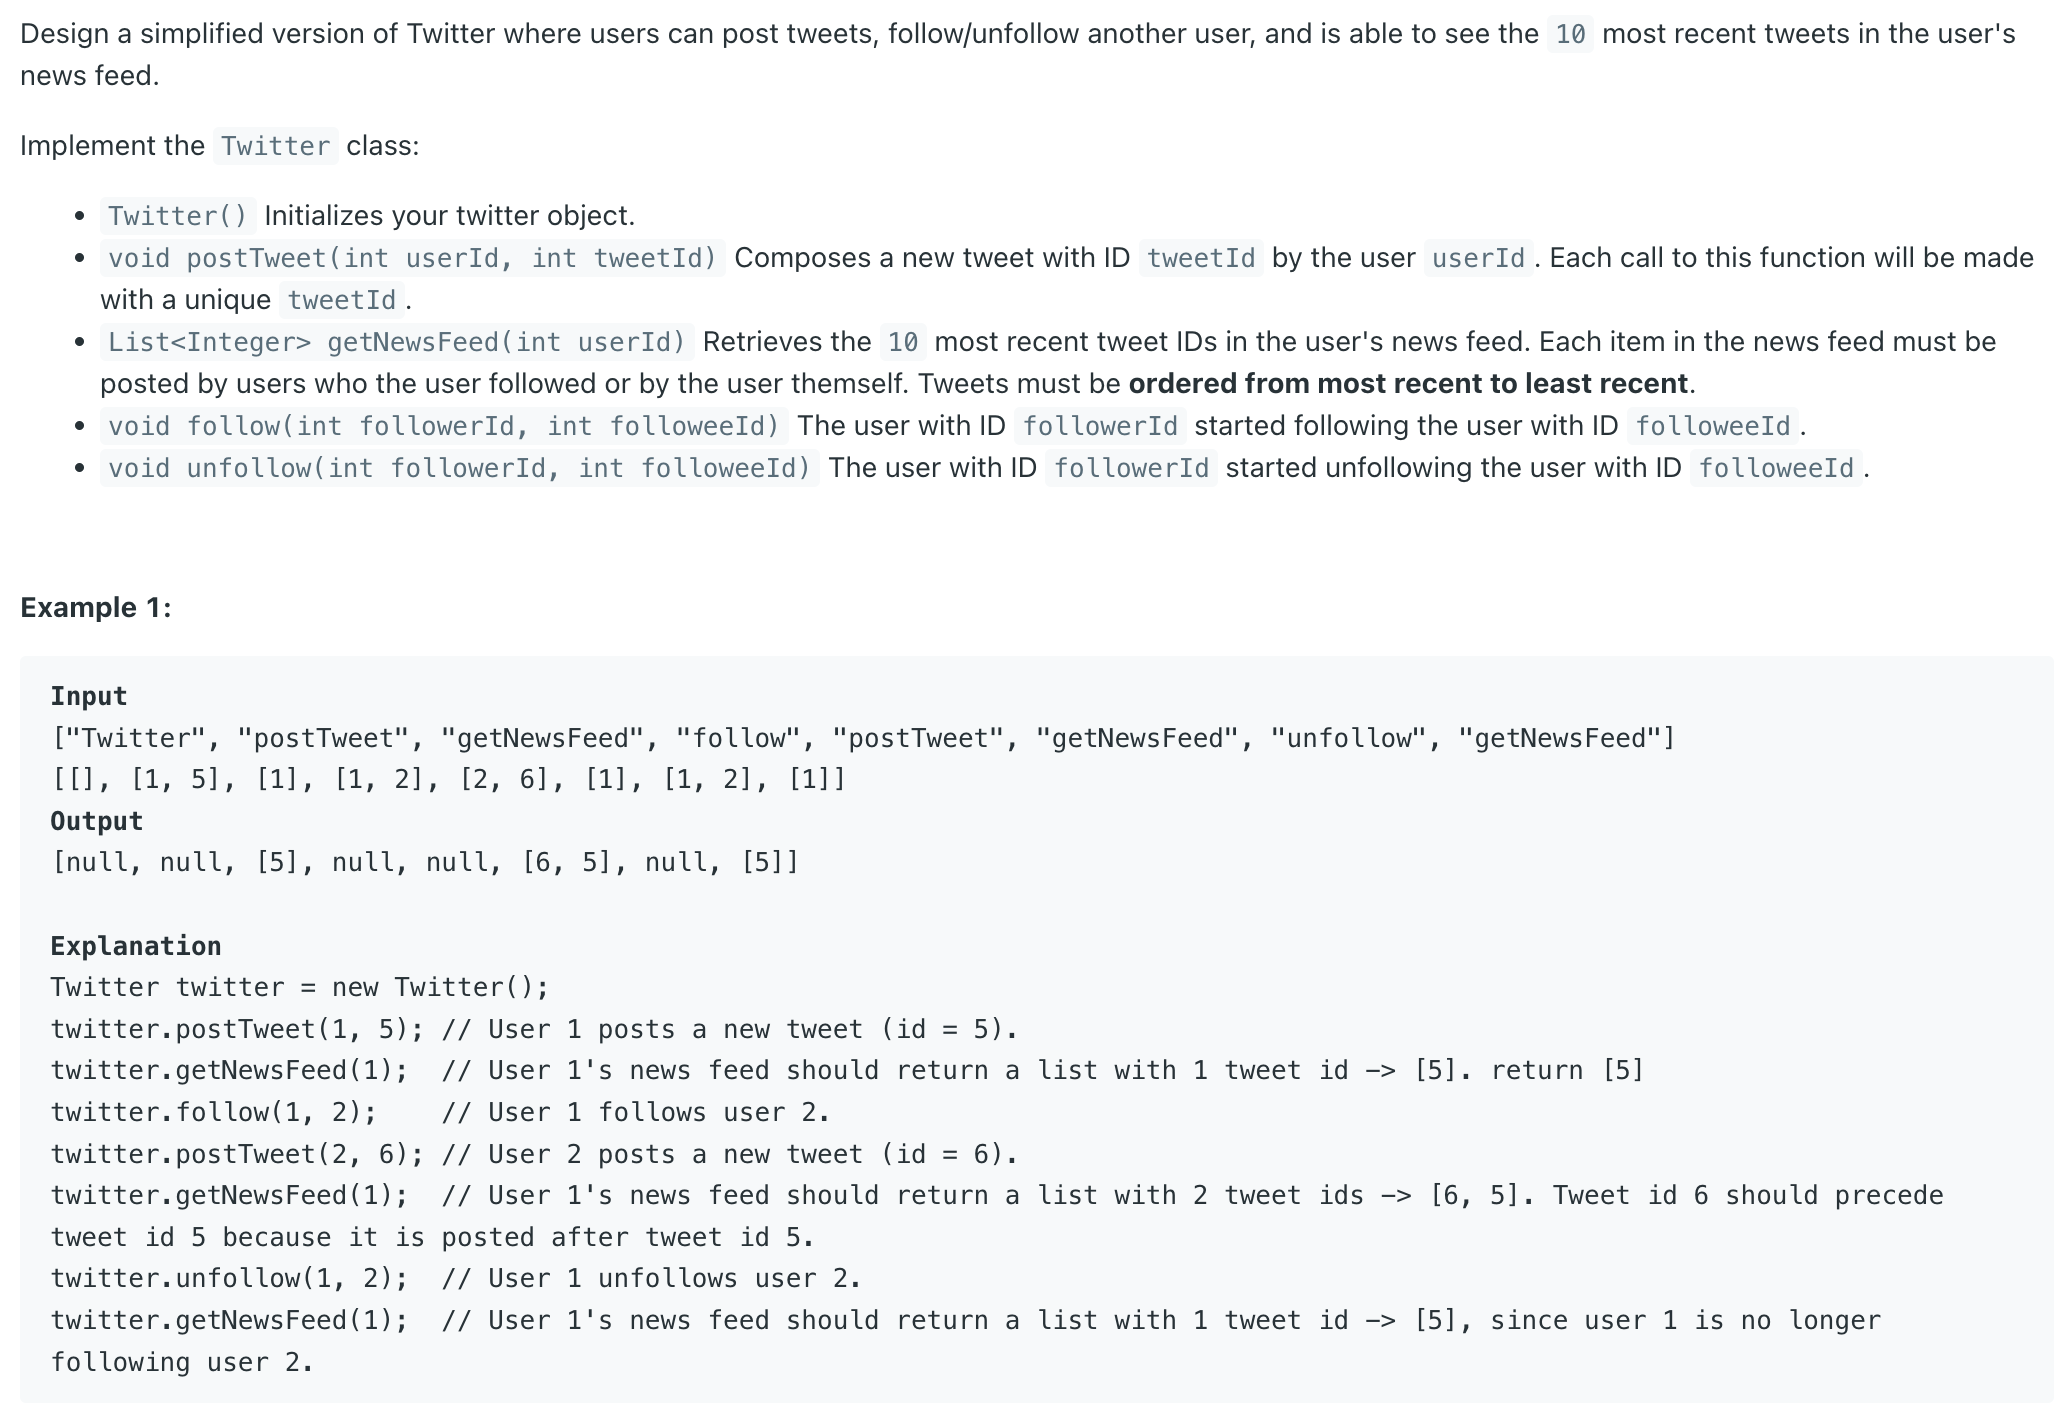 Design a simplified version of Twitter where users can post tweets, follow/unfollow another user, and is able to see the 10 most recent tweets in the user's
news feed.
Implement the Twitter class:
• Twitter() Initializes your twitter object.
• void postTweet(int userId, int tweetId) Composes a new tweet with ID tweetId by the user userId. Each call to this function will be made
with a unique tweetId.
• List<Integer> getNewsFeed(int userId) Retrieves the 10 most recent tweet IDs in the user's news feed. Each item in the news feed must be
posted by users who the user followed or by the user themself. Tweets must be ordered from most recent to least recent.
• void follow(int followerId, int followeeId) The user with ID followerId started following the user with ID followeeId.
• void unfollow(int followerId, int followeeId) The user with ID followerId started unfollowing the user with ID followeeId.
Example 1:
Input
["Twitter", "postTweet", "getNewsFeed", "follow", "postTweet", "getNewsFeed", "unfollow", "getNewsFeed"]
[[], [1, 5], [1], [1, 2], [2, 6], [1], [1, 2], [1]]
Output
[null, null, [5], null, null, [6, 5], null, [5]]
Explanation
Twitter twitter = new Twitter();
twitter.postTweet(1, 5); // User 1 posts a new tweet (id = 5).
twitter.getNewsFeed(1);  // User 1's news feed should return a list with 1 tweet id -> [5]. return [5]
twitter.follow(1, 2);    // User 1 follows user 2.
twitter.postTweet(2, 6); // User 2 posts a new tweet (id = 6).
twitter.getNewsFeed(1);  // User 1's news feed should return a list with 2 tweet ids -> [6, 5]. Tweet id 6 should precede
tweet id 5 because it is posted after tweet id 5.
twitter.unfollow(1, 2);  // User 1 unfollows user 2.
twitter.getNewsFeed(1);  // User 1's news feed should return a list with 1 tweet id -> [5], since user 1 is no longer
following user 2.